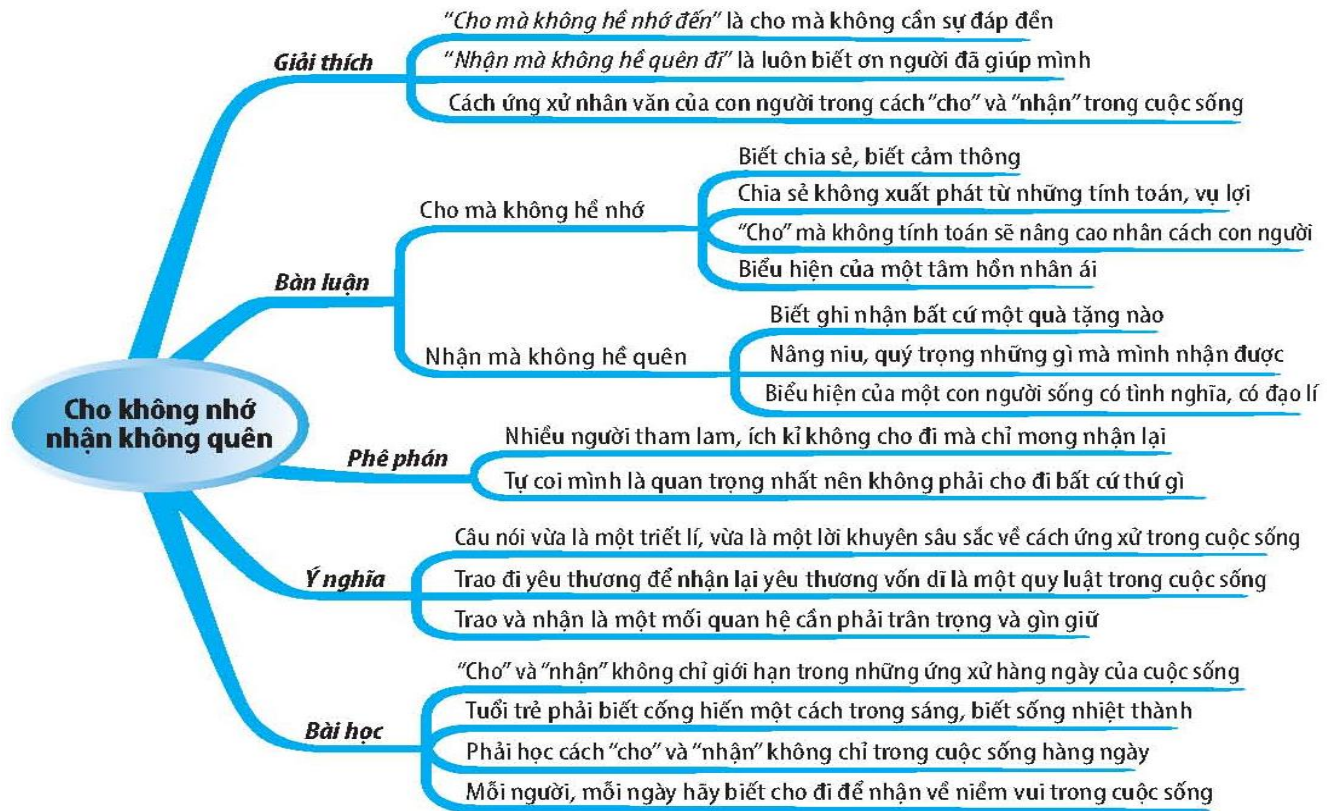 Cho không nhớ
nhận không quên
Giải thích
"Cho mà không hề nhớ đến" là cho mà không cần sự đáp đền
"Nhận mà không hề quên đi" là luôn biết ơn người đã giúp mình
Cách ứng xử nhân văn của con người trong cách "cho" và "nhận" trong cuộc sống
Bàn luận
Cho mà không hề nhớ
Biết chia sẻ, biết cảm thông
Chia sẻ không xuất phát từ những tính toán, vụ lợi
"Cho" mà không tính toán sẽ nâng cao nhân cách con người
Biểu hiện của một tâm hồn nhân ái
Nhận mà không hề quên
Biết ghi nhận bất cứ một quà tặng nào
Nâng niu, quý trọng những gì mà mình nhận được
Biểu hiện của một con người sống có tình nghĩa, có đạo lí
Phê phán
Nhiều người tham lam, ích kỉ không cho đi mà chỉ mong nhận lại
Tự coi mình là quan trọng nhất nên không phải cho đi bất cứ thứ gì
Ý nghĩa
Câu nói vừa là một triết lí, vừa là một lời khuyên sâu sắc về cách ứng xử trong cuộc sống
Trao đi yêu thương để nhận lại yêu thương vốn dĩ là một quy luật trong cuộc sống
Trao và nhận là một mối quan hệ cần phải trân trọng và gìn giữ
Bài học
"Cho" và "nhận" không chỉ giới hạn trong những ứng xử hàng ngày của cuộc sống
Tuổi trẻ phải biết cống hiến một cách trong sáng, biết sống nhiệt thành
Phải học cách "cho" và "nhận" không chỉ trong cuộc sống hàng ngày
Mỗi người, mỗi ngày hãy biết cho đi để nhận về niềm vui trong cuộc sống